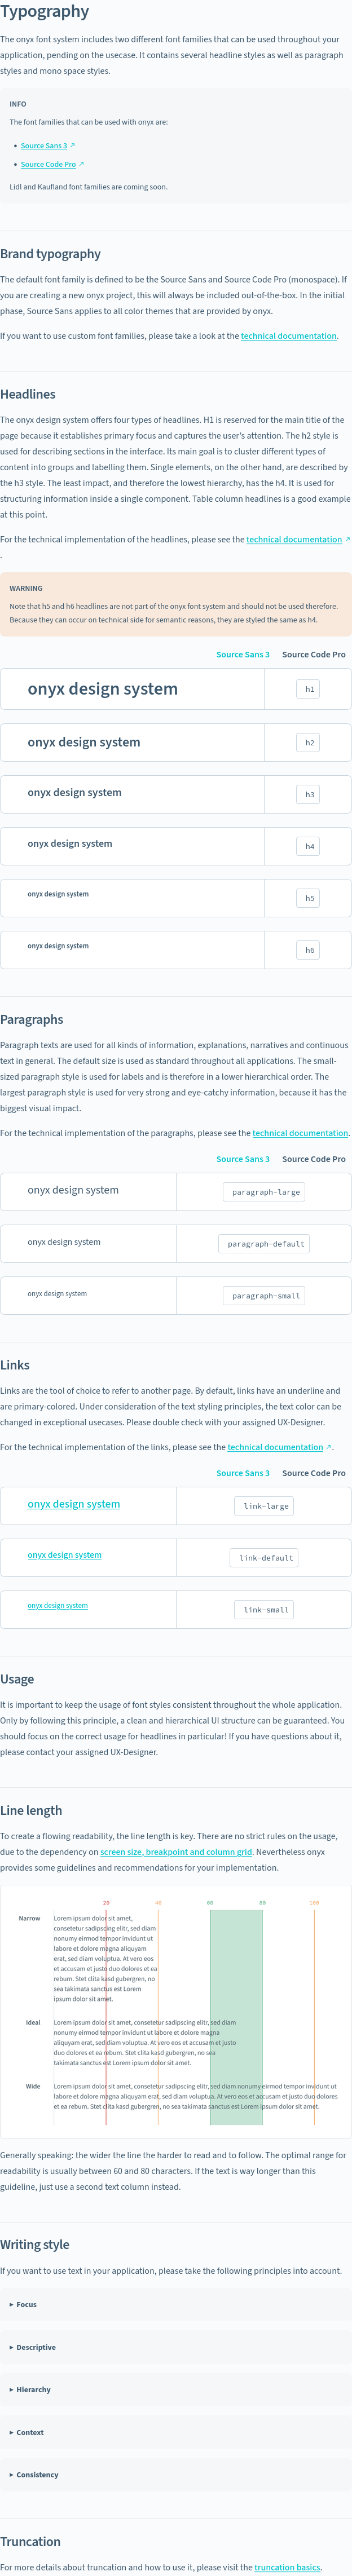 Typography
The onyx font system includes two different font families that can be used throughout your
application, pending on the usecase. It contains several headline styles as well as paragraph
styles and mono space styles.
INFO
The font families that can be used with onyx are:
• Source Sans 3 ↗
• Source Code Pro ↗
Lidl and Kaufland font families are coming soon.
Brand typography
The default font family is defined to be the Source Sans and Source Code Pro (monospace). If
you are creating a new onyx project, this will always be included out-of-the-box. In the initial
phase, Source Sans applies to all color themes that are provided by onyx.
If you want to use custom font families, please take a look at the technical documentation.
Headlines
The onyx design system offers four types of headlines. H1 is reserved for the main title of the
page because it establishes primary focus and captures the user's attention. The h2 style is
used for describing sections in the interface. Its main goal is to cluster different types of
content into groups and labelling them. Single elements, on the other hand, are described by
the h3 style. The least impact, and therefore the lowest hierarchy, has the h4. It is used for
structuring information inside a single component. Table column headlines is a good example
at this point.
For the technical implementation of the headlines, please see the technical documentation ↗
.
WARNING
Note that h5 and h6 headlines are not part of the onyx font system and should not be used therefore.
Because they can occur on technical side for semantic reasons, they are styled the same as h4.
Source Sans 3 Source Code Pro
onyx design system h1
onyx design system h2
onyx design system h3
onyx design system h4
onyx design system h5
onyx design system h6
Paragraphs
Paragraph texts are used for all kinds of information, explanations, narratives and continuous
text in general. The default size is used as standard throughout all applications. The small-
sized paragraph style is used for labels and is therefore in a lower hierarchical order. The
largest paragraph style is used for very strong and eye-catchy information, because it has the
biggest visual impact.
For the technical implementation of the paragraphs, please see the technical documentation.
Source Sans 3 Source Code Pro
onyx design system paragraph-large
onyx design system paragraph-default
onyx design system paragraph-small
Links
Links are the tool of choice to refer to another page. By default, links have an underline and
are primary-colored. Under consideration of the text styling principles, the text color can be
changed in exceptional usecases. Please double check with your assigned UX-Designer.
For the technical implementation of the links, please see the technical documentation ↗.
Source Sans 3 Source Code Pro
onyx design system link-large
onyx design system link-default
onyx design system link-small
Usage
It is important to keep the usage of font styles consistent throughout the whole application.
Only by following this principle, a clean and hierarchical UI structure can be guaranteed. You
should focus on the correct usage for headlines in particular! If you have questions about it,
please contact your assigned UX-Designer.
Line length
To create a flowing readability, the line length is key. There are no strict rules on the usage,
due to the dependency on screen size, breakpoint and column grid. Nevertheless onyx
provides some guidelines and recommendations for your implementation.
20 40 60 80 100
Narrow Lorem ipsum dolor sit amet,
consetetur sadipscing elitr, sed diam
nonumy eirmod tempor invidunt ut
labore et dolore magna aliquyam
erat, sed diam voluptua. At vero eos
et accusam et justo duo dolores et ea
rebum. Stet clita kasd gubergren, no
sea takimata sanctus est Lorem
ipsum dolor sit amet.
Ideal Lorem ipsum dolor sit amet, consetetur sadipscing elitr, sed diam
nonumy eirmod tempor invidunt ut labore et dolore magna
aliquyam erat, sed diam voluptua. At vero eos et accusam et justo
duo dolores et ea rebum. Stet clita kasd gubergren, no sea
takimata sanctus est Lorem ipsum dolor sit amet.
Wide Lorem ipsum dolor sit amet, consetetur sadipscing elitr, sed diam nonumy eirmod tempor invidunt ut
labore et dolore magna aliquyam erat, sed diam voluptua. At vero eos et accusam et justo duo dolores
et ea rebum. Stet clita kasd gubergren, no sea takimata sanctus est Lorem ipsum dolor sit amet.
Generally speaking: the wider the line the harder to read and to follow. The optimal range for
readability is usually between 60 and 80 characters. If the text is way longer than this
guideline, just use a second text column instead.
Writing style
If you want to use text in your application, please take the following principles into account.
▸ Focus
▸ Descriptive
▸ Hierarchy
▸ Context
▸ Consistency
Truncation
For more details about truncation and how to use it, please visit the truncation basics.